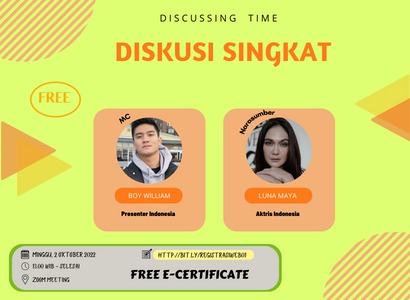 DISCUSSING TIME
DISKUSI SINGKAT
FREE
MC
Narasumber
BOY WILLIAM
LUNA MAYA
Presenter Indonesia
Aktris Indonesia
MINGGU, 2 OKTOBER 2022
HTTP://BIT.LY/REGISTRASIWEB01
13.00 WIB - SELESAI
FREE E-CERTIFICATE
ZOOM MEETING